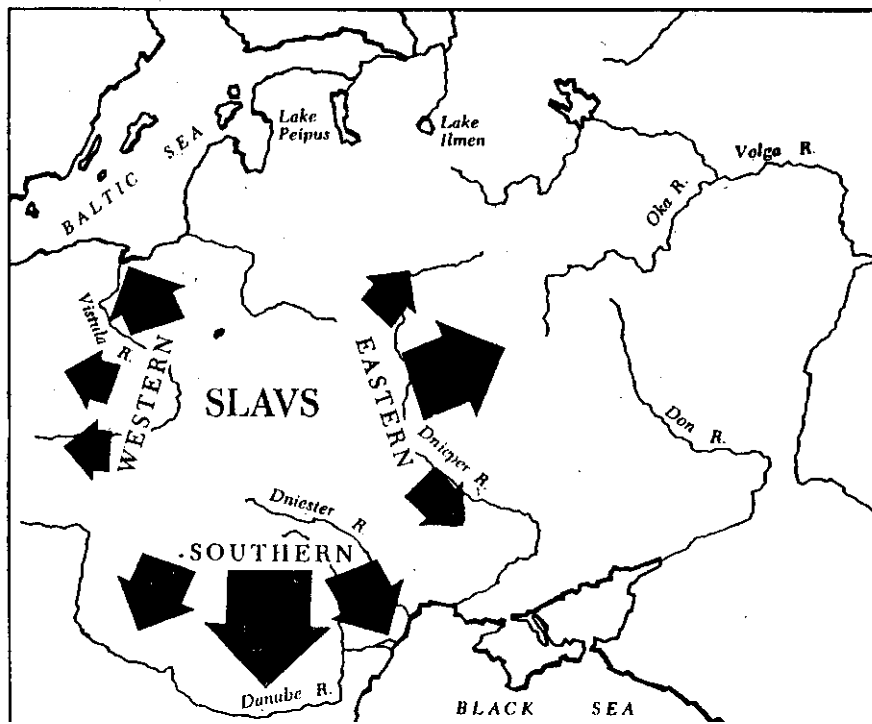 Lake
Peipus
Lake
Ilmen
Volga R.
Oka R.
BALTIC SEA
Vistula R.
WESTERN
SLAVS
EASTERN
Dnieper R.
Don R.
Dniester R.
SOUTHERN
Danube R.
BLACK SEA